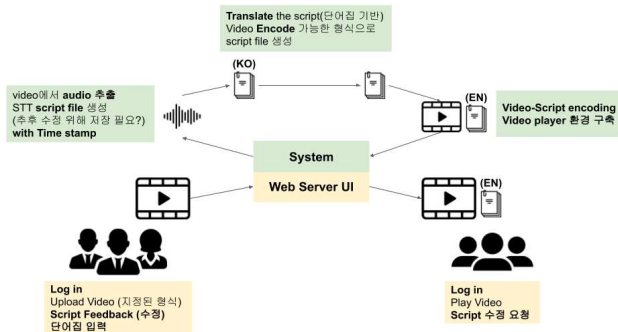 Translate the script(단어집 기반)
Video Encode 가능한 형식으로
script file 생성
(KO)
video에서 audio 추출
STT script file 생성
(추후 수정 위해 저장 필요?)
with Time stamp
(EN)
Video-Script encoding
Video player 환경 구축
System
Web Server UI
(EN)
Log in
Upload Video (지정된 형식)
Script Feedback (수정)
단어집 입력
Log in
Play Video
Script 수정 요청